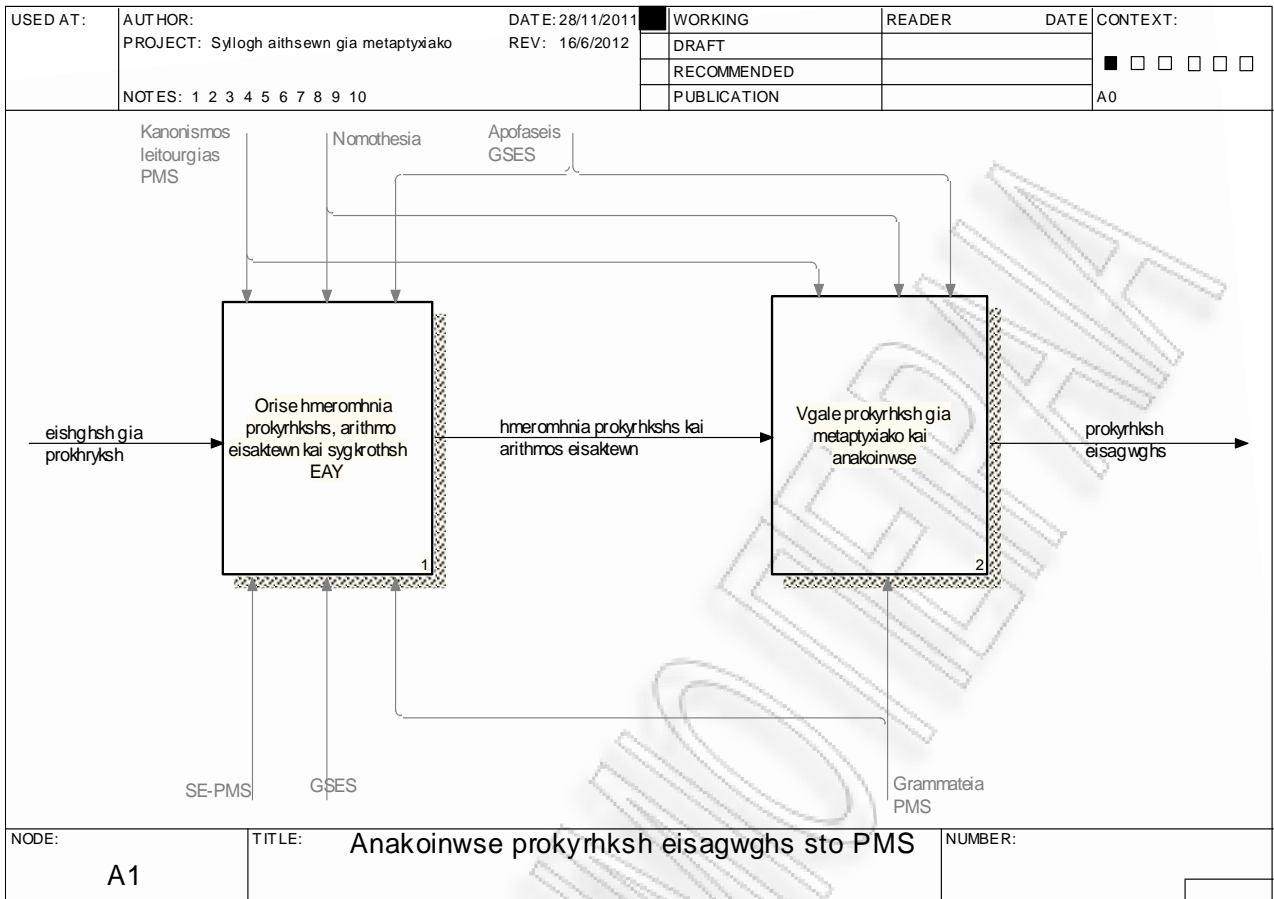 USED AT:
AUTHOR:
DATE: 28/11/2011
PROJECT: Syllogh aithsewn gia metaptyxiako
REV: 16/6/2012
NOTES: 1 2 3 4 5 6 7 8 9 10
WORKING
DRAFT
RECOMMENDED
PUBLICATION
READER
DATE
CONTEXT:
A0
Kanonismos
leitourgias
PMS
Nomothesia
Apofaseis
GSES
eishghsh gia
prokhryksh
Orise hmeromhnia
prokyrhkshs, arithmo
eisaktewn kai sygkrothsh
EAY
1
hmeromhnia prokyrhkshs kai
arithmos eisaktewn
Vgale prokyrhksh gia
metaptyxiako kai
anakoinwse
2
prokyrhksh
eisagwghs
SE-PMS
GSES
Grammateia
PMS
NODE:
A1
TITLE:
Anakoinwse prokyrhksh eisagwghs sto PMS
NUMBER: